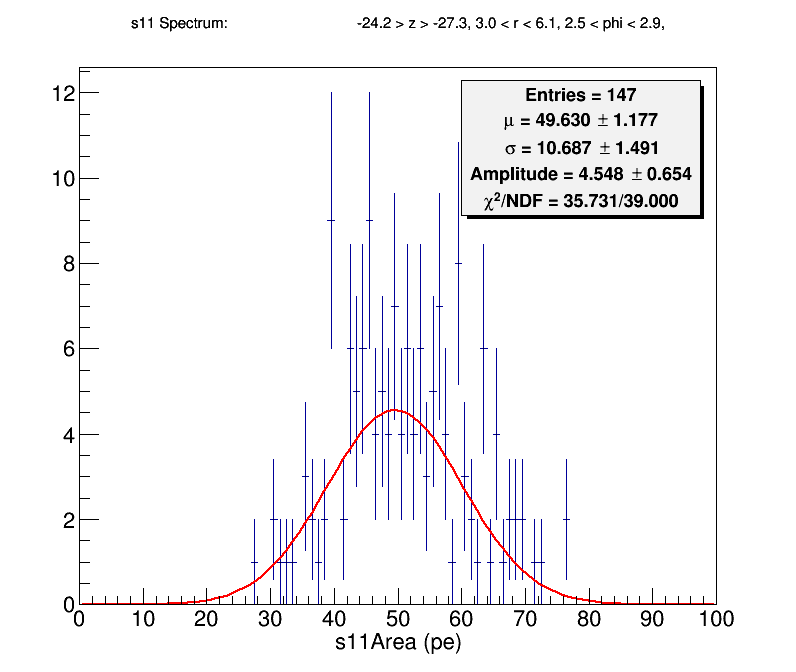 s11 Spectrum: -24.2 > z > -27.3, 3.0 < r < 6.1, 2.5 < phi < 2.9,
Entries = 147
μ = 49.630 ± 1.177
σ = 10.687 ± 1.491
Amplitude = 4.548 ± 0.654
χ²/NDF = 35.731/39.000
12
10
8
6
4
2
0
0 10 20 30 40 50 60 70 80 90 100
s11Area (pe)